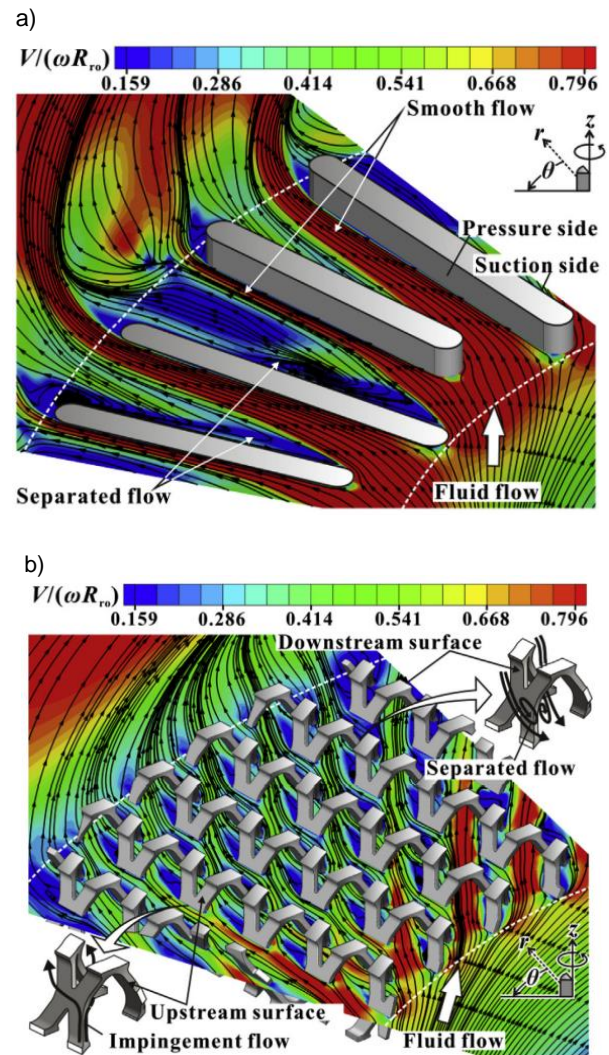 a)
V/(ωR_ro)
0.159 0.286 0.414 0.541 0.668 0.796
Smooth flow
z
r
θ
Pressure side
Suction side
Separated flow
Fluid flow
b)
V/(ωR_ro)
0.159 0.286 0.414 0.541 0.668 0.796
Downstream surface
Separated flow
z
r
θ
Upstream surface
Impingement flow
Fluid flow